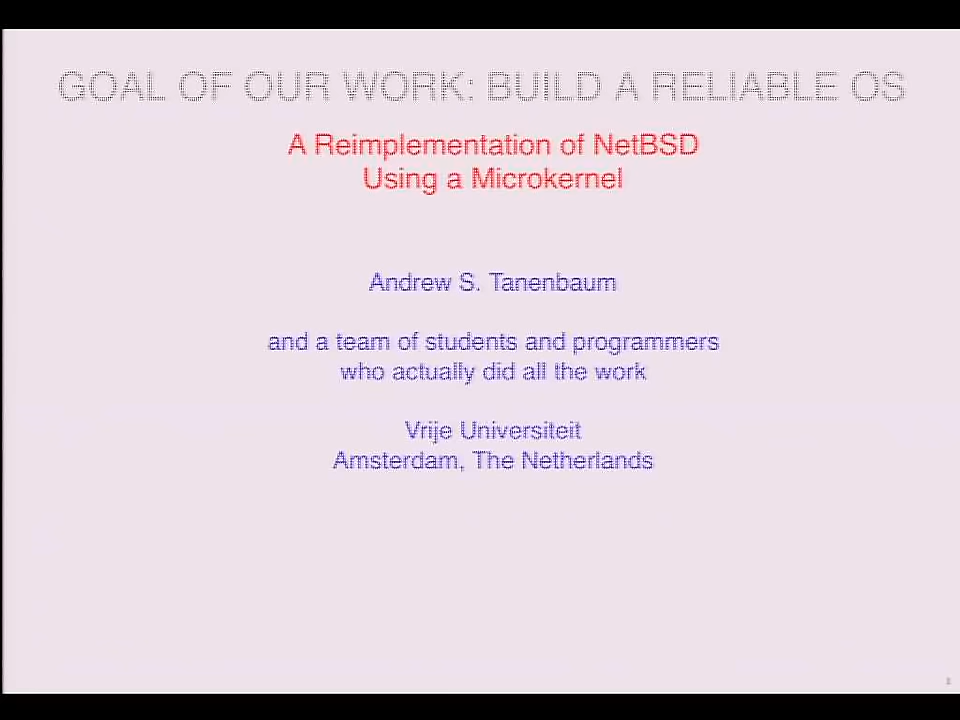 GOAL OF OUR WORK: BUILD A RELIABLE OS
A Reimplementation of NetBSD
Using a Microkernel
Andrew S. Tanenbaum
and a team of students and programmers
who actually did all the work
Vrije Universiteit
Amsterdam, The Netherlands